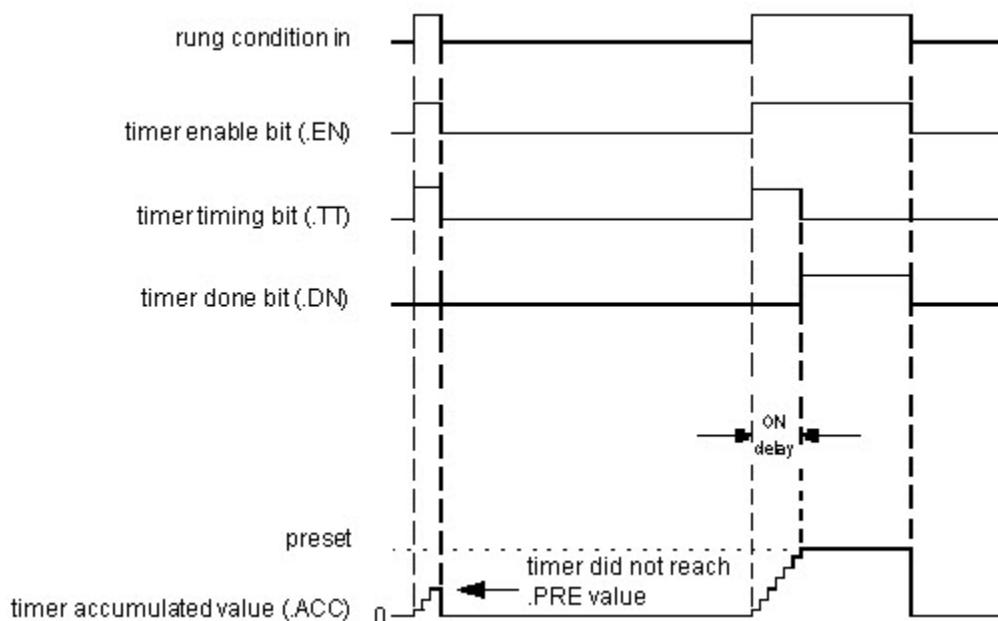 rung condition in
timer enable bit (.EN)
timer timing bit (.TT)
timer done bit (.DN)
ON
delay
preset
timer did not reach
.PRE value
timer accumulated value (.ACC)
0